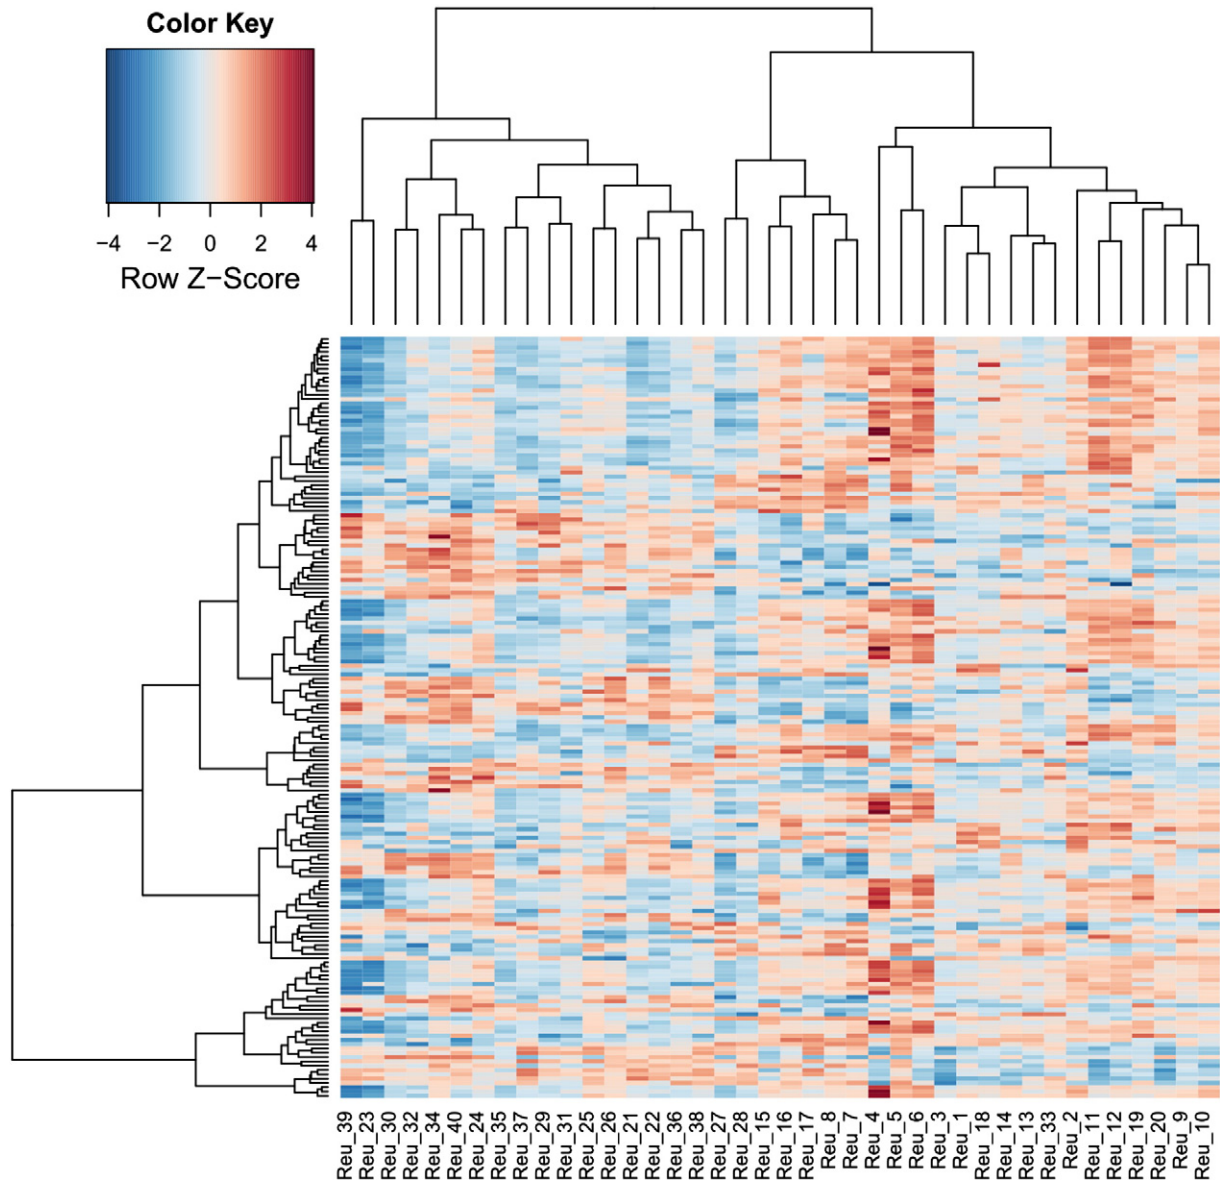 Color Key
−4 −2 0 2 4
Row Z−Score
Reu_39
Reu_23
Reu_30
Reu_32
Reu_34
Reu_40
Reu_24
Reu_35
Reu_37
Reu_29
Reu_31
Reu_25
Reu_26
Reu_21
Reu_22
Reu_36
Reu_38
Reu_27
Reu_28
Reu_15
Reu_16
Reu_17
Reu_8
Reu_7
Reu_4
Reu_5
Reu_6
Reu_3
Reu_1
Reu_18
Reu_14
Reu_13
Reu_33
Reu_2
Reu_11
Reu_12
Reu_19
Reu_20
Reu_9
Reu_10